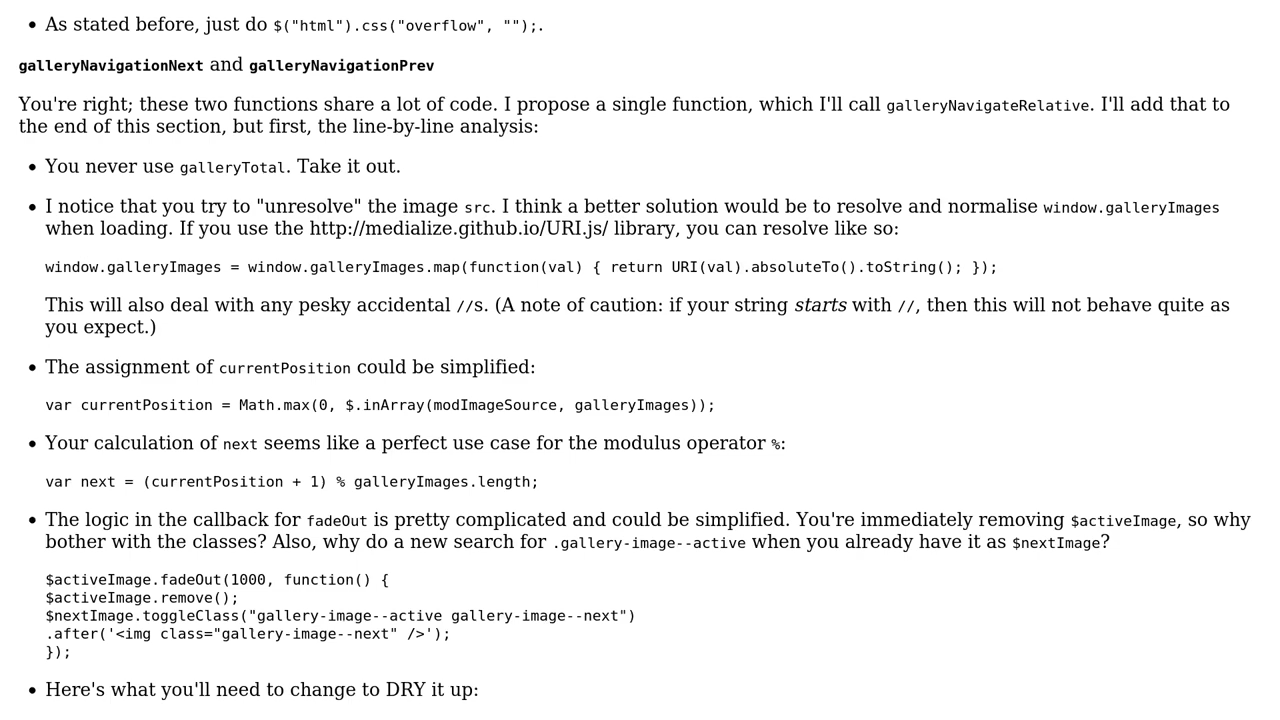 • As stated before, just do $("html").css("overflow", "");.
galleryNavigationNext and galleryNavigationPrev
You're right; these two functions share a lot of code. I propose a single function, which I'll call galleryNavigateRelative. I'll add that to
the end of this section, but first, the line-by-line analysis:
• You never use galleryTotal. Take it out.
• I notice that you try to "unresolve" the image src. I think a better solution would be to resolve and normalise window.galleryImages
when loading. If you use the http://medialize.github.io/URI.js/ library, you can resolve like so:
window.galleryImages = window.galleryImages.map(function(val) { return URI(val).absoluteTo().toString(); });
This will also deal with any pesky accidental //s. (A note of caution: if your string starts with //, then this will not behave quite as
you expect.)
• The assignment of currentPosition could be simplified:
var currentPosition = Math.max(0, $.inArray(modImageSource, galleryImages));
• Your calculation of next seems like a perfect use case for the modulus operator %:
var next = (currentPosition + 1) % galleryImages.length;
• The logic in the callback for fadeOut is pretty complicated and could be simplified. You're immediately removing $activeImage, so why
bother with the classes? Also, why do a new search for .gallery-image--active when you already have it as $nextImage?
$activeImage.fadeOut(1000, function() {
$activeImage.remove();
$nextImage.toggleClass("gallery-image--active gallery-image--next")
.after('<img class="gallery-image--next" />');
});
• Here's what you'll need to change to DRY it up: